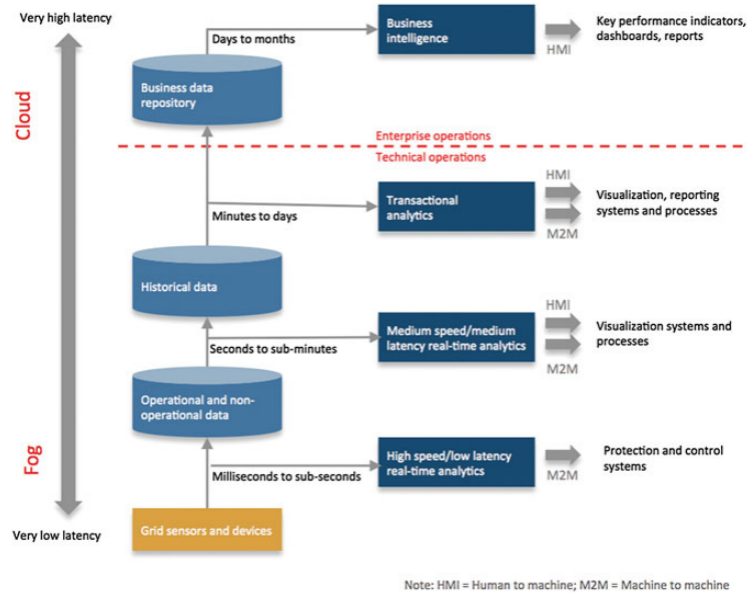 Very high latency
Days to months
Business
intelligence
HMI
Key performance indicators,
dashboards, reports
Cloud
Business data
repository
Enterprise operations
Technical operations
Minutes to days
Transactional
analytics
HMI
M2M
Visualization, reporting
systems and processes
Historical data
Seconds to sub-minutes
Medium speed/medium
latency real-time analytics
HMI
M2M
Visualization systems and
processes
Operational and non-
operational data
Fog
Milliseconds to sub-seconds
High speed/low latency
real-time analytics
M2M
Protection and control
systems
Very low latency
Grid sensors and devices
Note: HMI = Human to machine; M2M = Machine to machine